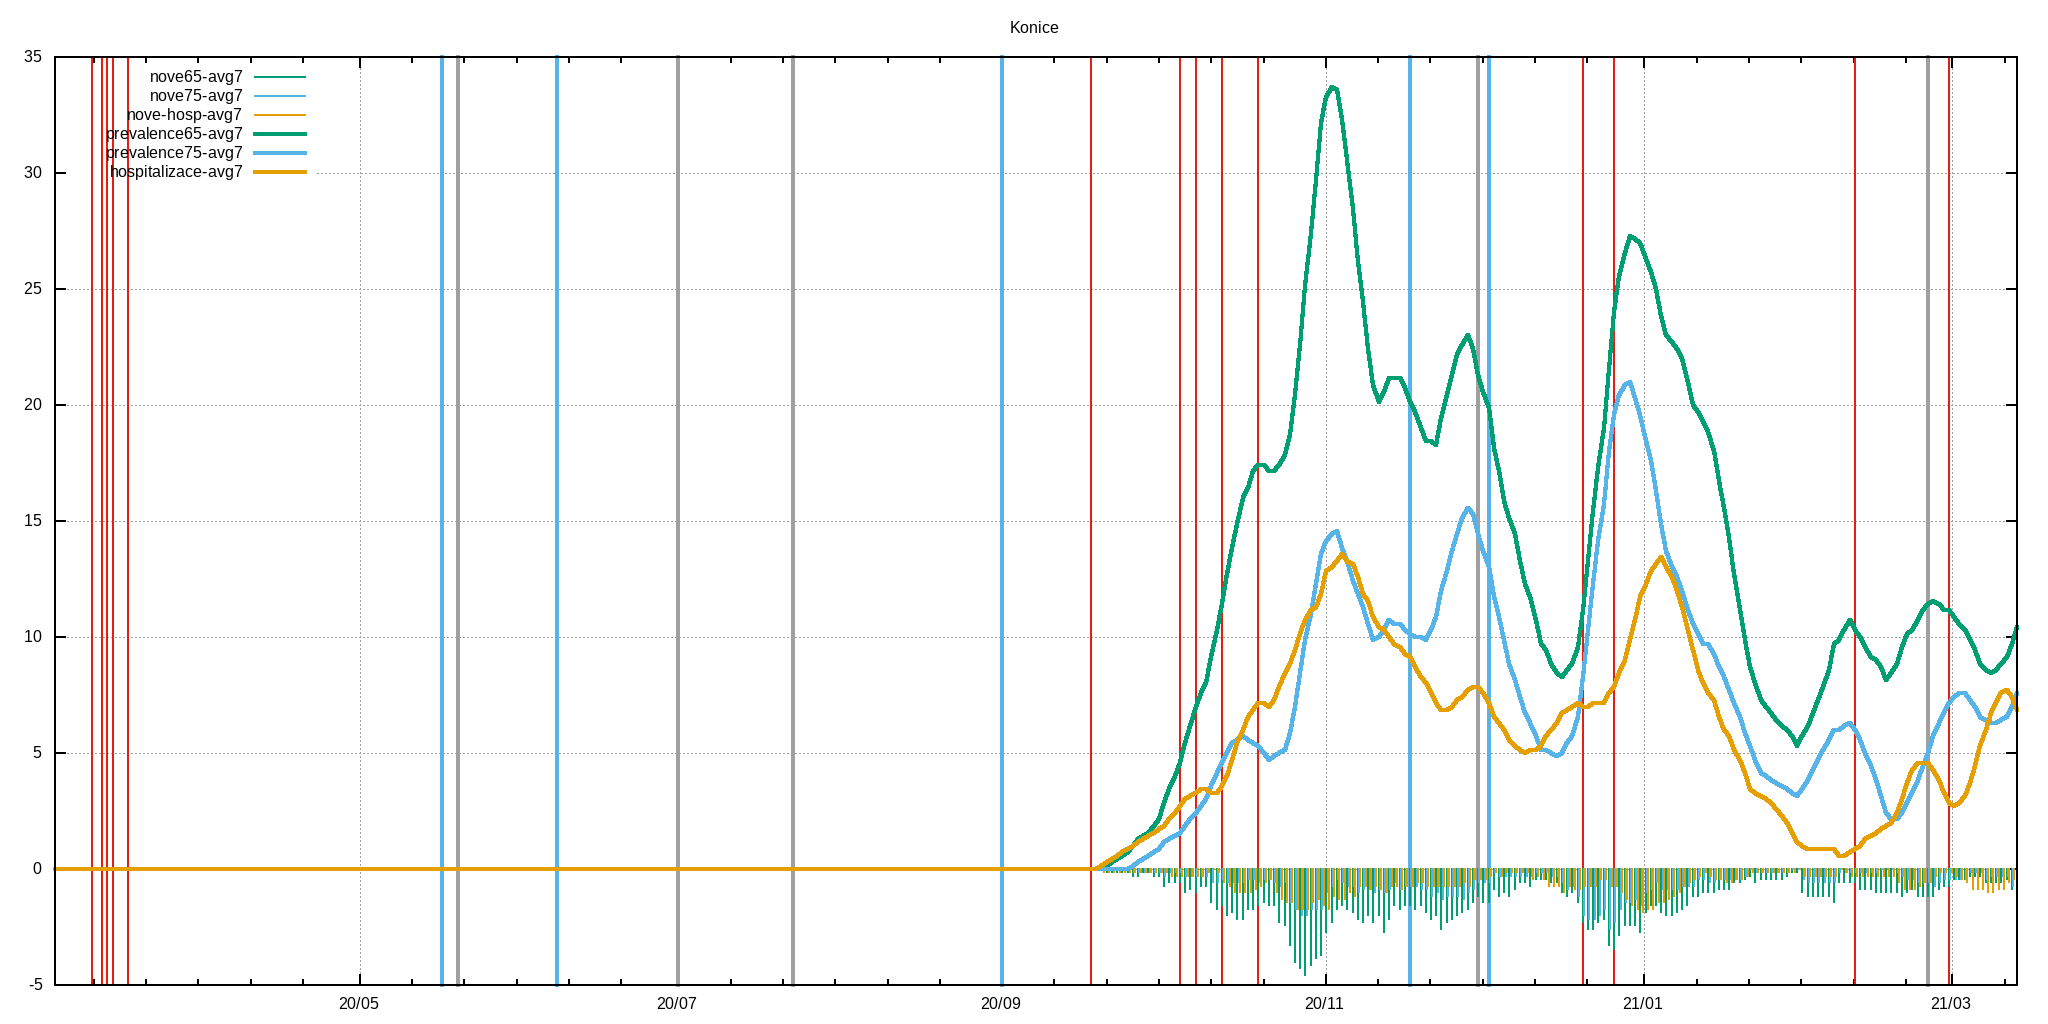 Konice
35
30
25
20
15
10
5
0
-5
nove65-avg7
nove75-avg7
nove-hosp-avg7
prevalence65-avg7
prevalence75-avg7
hospitalizace-avg7
20/05 20/07 20/09 20/11 21/01 21/03